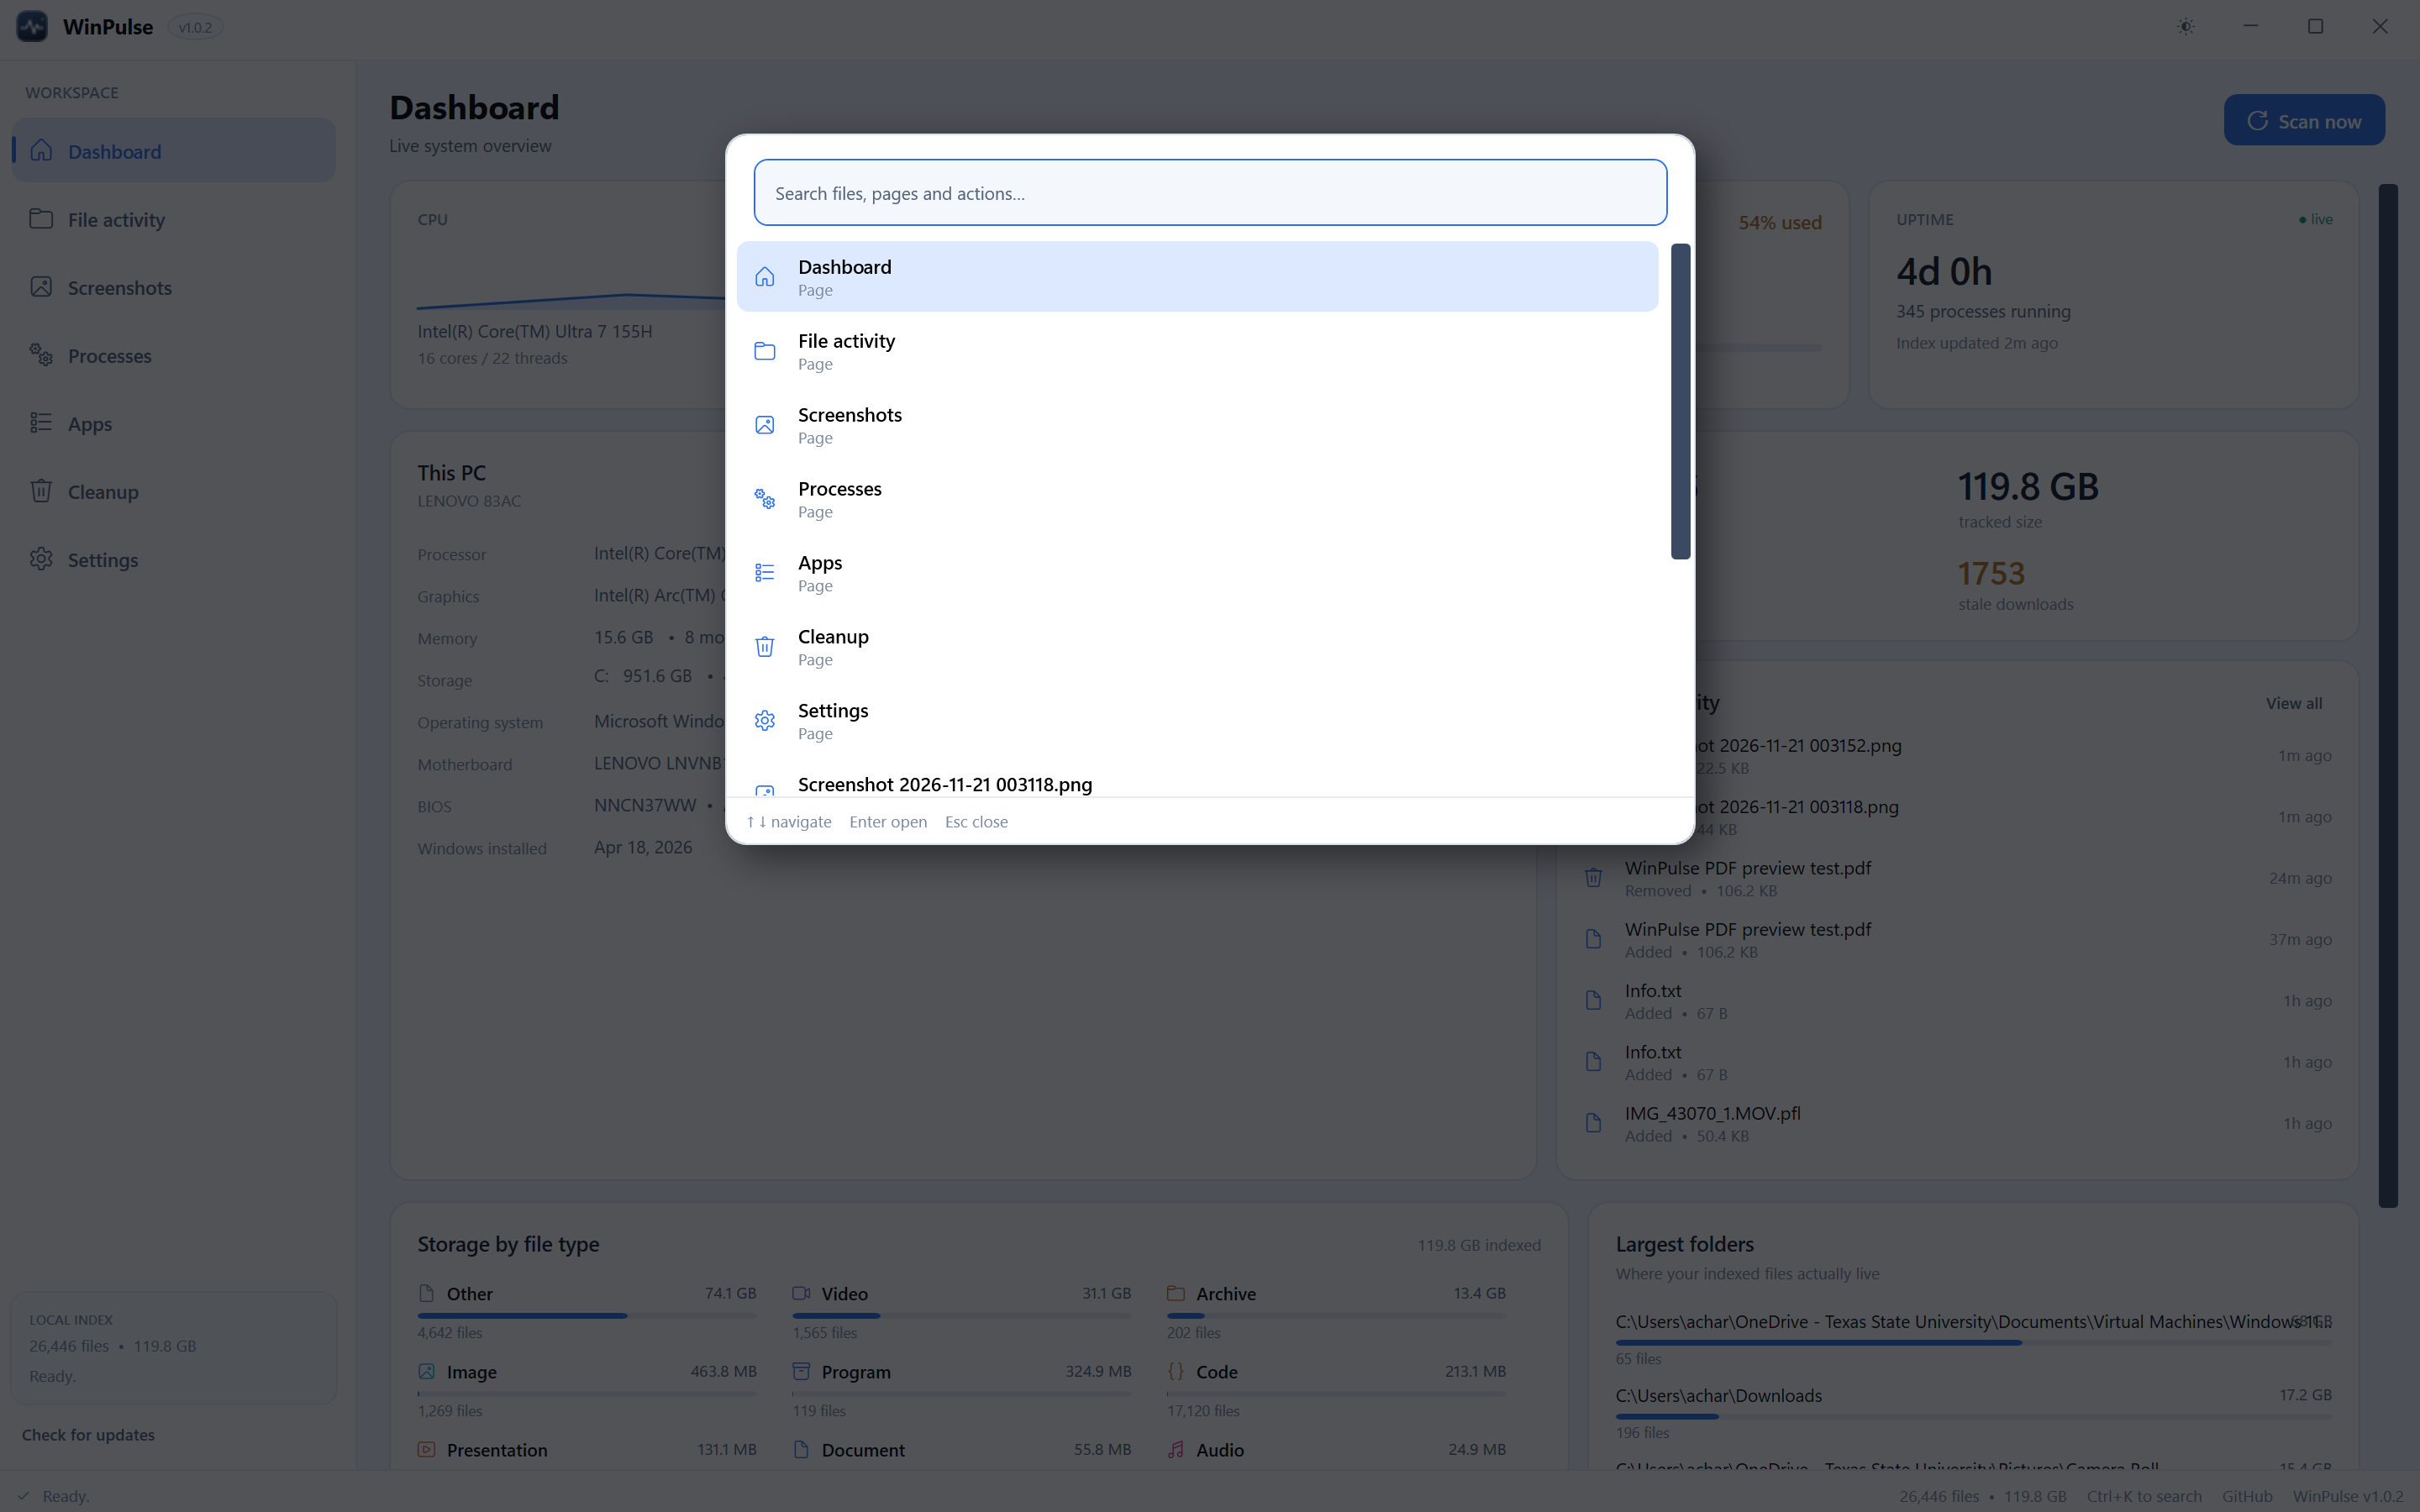 WinPulse v1.0.2
WORKSPACE
Dashboard
File activity
Screenshots
Processes
Apps
Cleanup
Settings
LOCAL INDEX
26,446 files • 119.8 GB
Ready.
Check for updates
Dashboard
Live system overview
Scan now
CPU
Intel(R) Core(TM) Ultra 7 155H
16 cores / 22 threads
54% used
UPTIME
live
4d 0h
345 processes running
Index updated 2m ago
Search files, pages and actions...
Dashboard
Page
File activity
Page
Screenshots
Page
Processes
Page
Apps
Page
Cleanup
Page
Settings
Page
Screenshot 2026-11-21 003118.png
↑↓ navigate Enter open Esc close
This PC
LENOVO 83AC
Processor Intel(R) Core(TM)
Graphics Intel(R) Arc(TM)
Memory 15.6 GB • 8
Storage C: 951.6 GB •
Operating system Microsoft
Motherboard LENOVO
BIOS NNCN37WW •
Windows installed Apr 18, 2026
119.8 GB
tracked size
1753
stale downloads
View all
2026-11-21 003152.png
22.5 KB
1m ago
2026-11-21 003118.png
44 KB
1m ago
WinPulse PDF preview test.pdf
Removed • 106.2 KB
24m ago
WinPulse PDF preview test.pdf
Added • 106.2 KB
37m ago
Info.txt
Added • 67 B
1h ago
Info.txt
Added • 67 B
1h ago
IMG_43070_1.MOV.pfl
Added • 50.4 KB
1h ago
Storage by file type
119.8 GB indexed
Other 74.1 GB
4,642 files
Video 31.1 GB
1,565 files
Archive 13.4 GB
202 files
Image 463.8 MB
1,269 files
Program 324.9 MB
119 files
Code 213.1 MB
17,120 files
Presentation 131.1 MB
Document 55.8 MB
Audio 24.9 MB
Largest folders
Where your indexed files actually live
C:\Users\achar\OneDrive - Texas State University\Documents\Virtual Machines\Windows
65 files
C:\Users\achar\Downloads 17.2 GB
196 files
C:\Users\achar\OneDrive - Texas State University\Pictures\Camera Roll 15.4 GB
Ready.
26,446 files • 119.8 GB Ctrl+K to search GitHub WinPulse v1.0.2